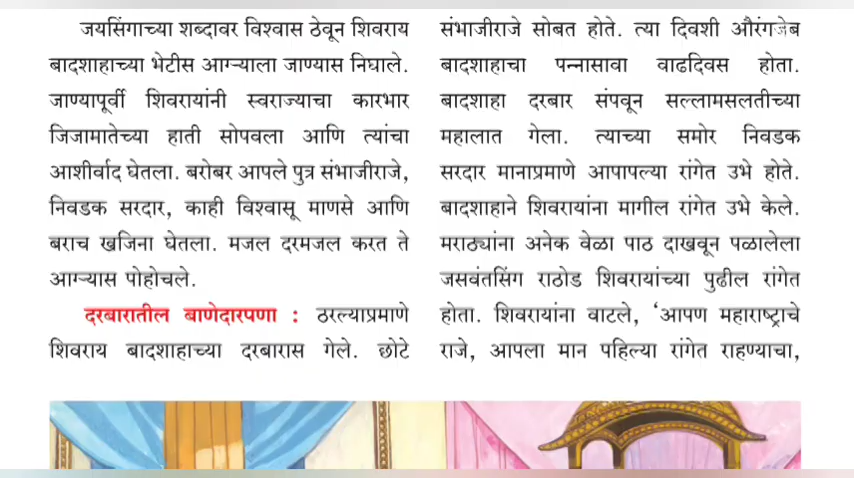 जयसिंगाच्या शब्दावर विश्वास ठेवून शिवराय
बादशाहाच्या भेटीस आग्ऱ्याला जाण्यास निघाले.
जाण्यापूर्वी शिवरायांनी स्वराज्याचा कारभार
जिजामातेच्या हाती सोपवला आणि त्यांचा
आशीर्वाद घेतला. बरोबर आपले पुत्र संभाजीराजे,
निवडक सरदार, काही विश्वासू माणसे आणि
बराच खजिना घेतला. मजल दरमजल करत ते
आग्ऱ्यास पोहोचले.
दरबारातील बाणेदारपणा : ठरल्याप्रमाणे
शिवराय बादशाहाच्या दरबारास गेले. छोटे
संभाजीराजे सोबत होते. त्या दिवशी औरंगजेब
बादशाहाचा पन्नासावा वाढदिवस होता.
बादशाहा दरबार संपवून सल्लामसलतीच्या
महालात गेला. त्याच्या समोर निवडक
सरदार मानाप्रमाणे आपापल्या रांगेत उभे होते.
बादशाहाने शिवरायांना मागील रांगेत उभे केले.
मराठ्यांना अनेक वेळा पाठ दाखवून पळालेला
जसवंतसिंग राठोड शिवरायांच्या पुढील रांगेत
होता. शिवरायांना वाटले, ‘आपण महाराष्ट्राचे
राजे, आपला मान पहिल्या रांगेत राहण्याचा,